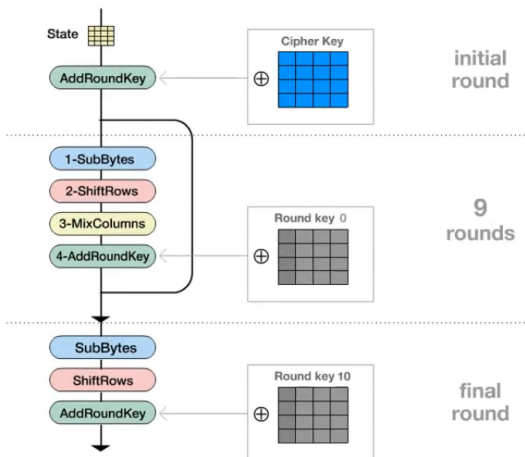 State
Cipher Key
initial
round
AddRoundKey
1-SubBytes
2-ShiftRows
3-MixColumns
4-AddRoundKey
Round key 0
9
rounds
SubBytes
ShiftRows
AddRoundKey
Round key 10
final
round